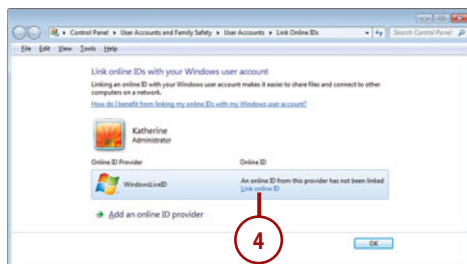 Control Panel ▸ User Accounts and Family Safety ▸ User Accounts ▸ Link Online IDs
Search Control Panel
File Edit View Tools Help
Link online IDs with your Windows user account
Linking an online ID with your Windows user account makes it easier to share files and connect to other
computers on a network.
How do I benefit from linking my online IDs with my Windows user account?
Katherine
Administrator
Online ID Provider Online ID
WindowsLiveID
An online ID from this provider has not been linked
Link online ID
Add an online ID provider
4
OK